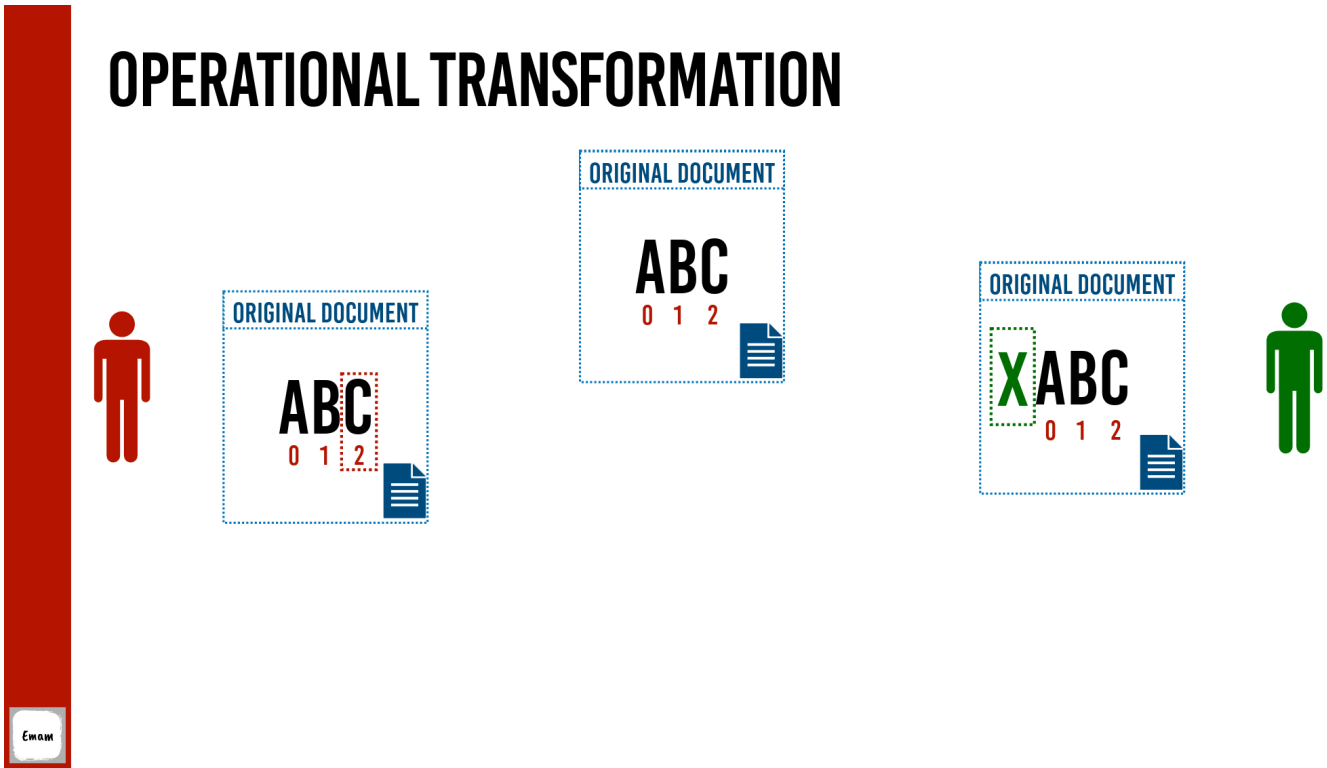 OPERATIONAL TRANSFORMATION
ORIGINAL DOCUMENT
ABC
0 1 2
ORIGINAL DOCUMENT
ABC
0 1 2
ORIGINAL DOCUMENT
XABC
0 1 2
Emam